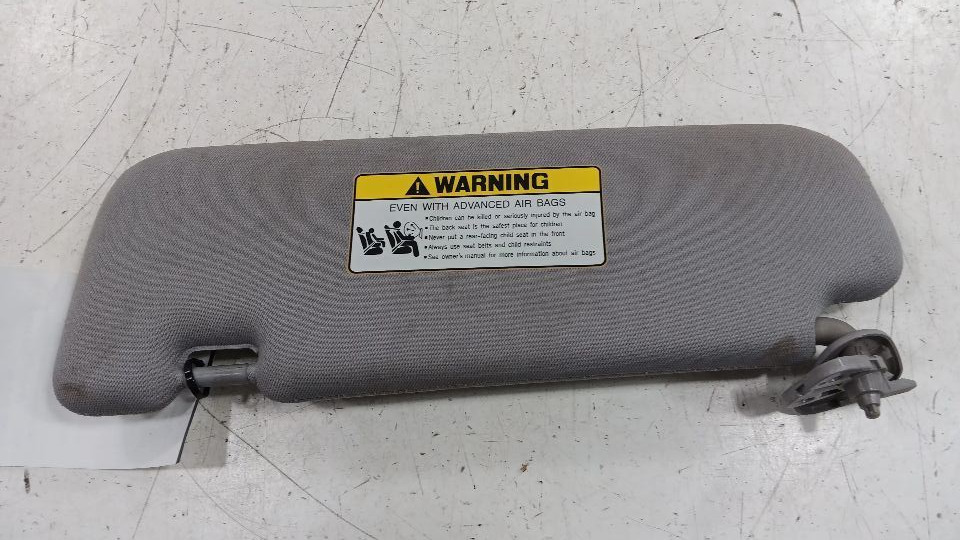 WARNING
EVEN WITH ADVANCED AIR BAGS
• Children can be killed or seriously injured by the air bag
• The back seat is the safest place for children
• Never put a rear-facing child seat in the front
• Always use seat belts and child restraints
• See owner's manual for more information about air bags